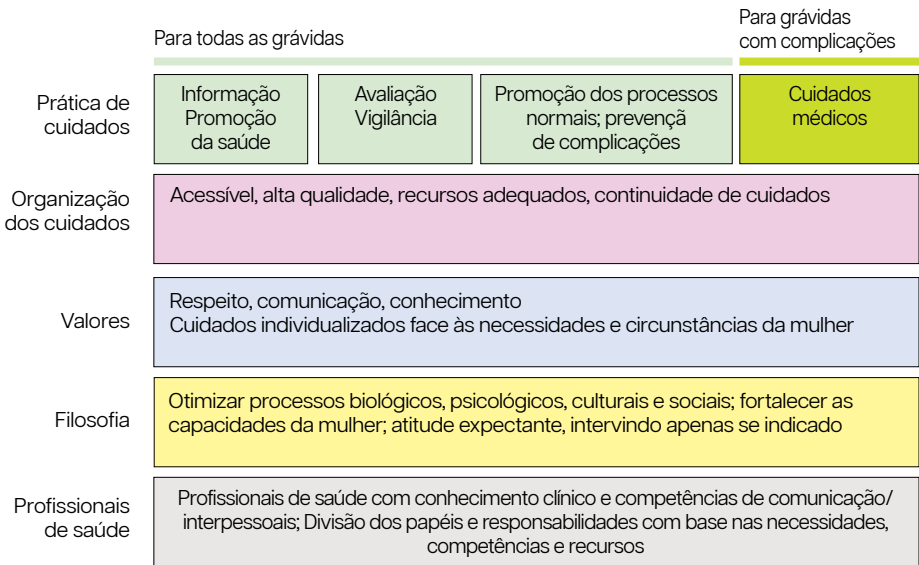 Para todas as grávidas
Para grávidas
com complicações
Prática de
cuidados
Informação
Promoção
da saúde
Avaliação
Vigilância
Promoção dos processos
normais; prevençã
de complicações
Cuidados
médicos
Organização
dos cuidados
Acessível, alta qualidade, recursos adequados, continuidade de cuidados
Valores
Respeito, comunicação, conhecimento
Cuidados individualizados face às necessidades e circunstâncias da mulher
Filosofia
Otimizar processos biológicos, psicológicos, culturais e sociais; fortalecer as
capacidades da mulher; atitude expectante, intervindo apenas se indicado
Profissionais
de saúde
Profissionais de saúde com conhecimento clínico e competências de comunicação/
interpessoais; Divisão dos papéis e responsabilidades com base nas necessidades,
competências e recursos